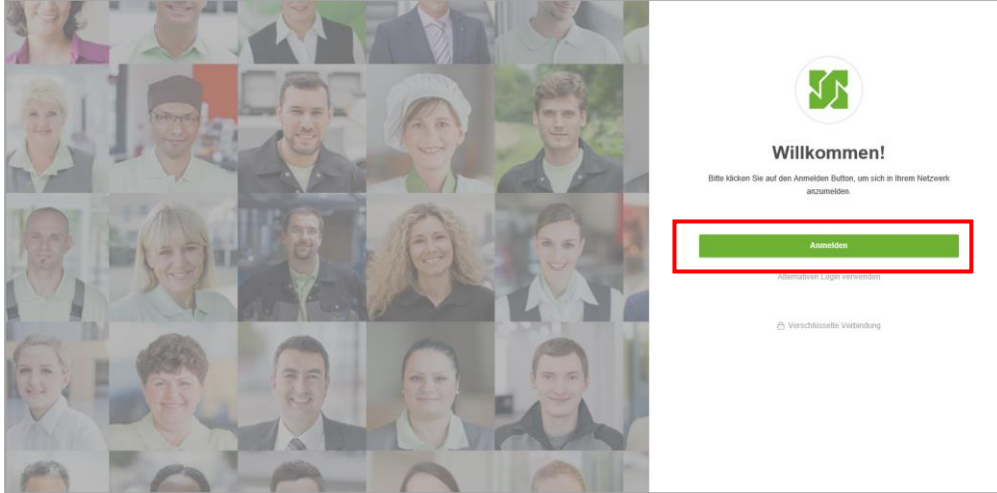 Willkommen!
Bitte klicken Sie auf den Anmelden Button, um sich in Ihrem Netzwerk
anzumelden.
Anmelden
Alternativen Login verwenden
Verschlüsselte Verbindung